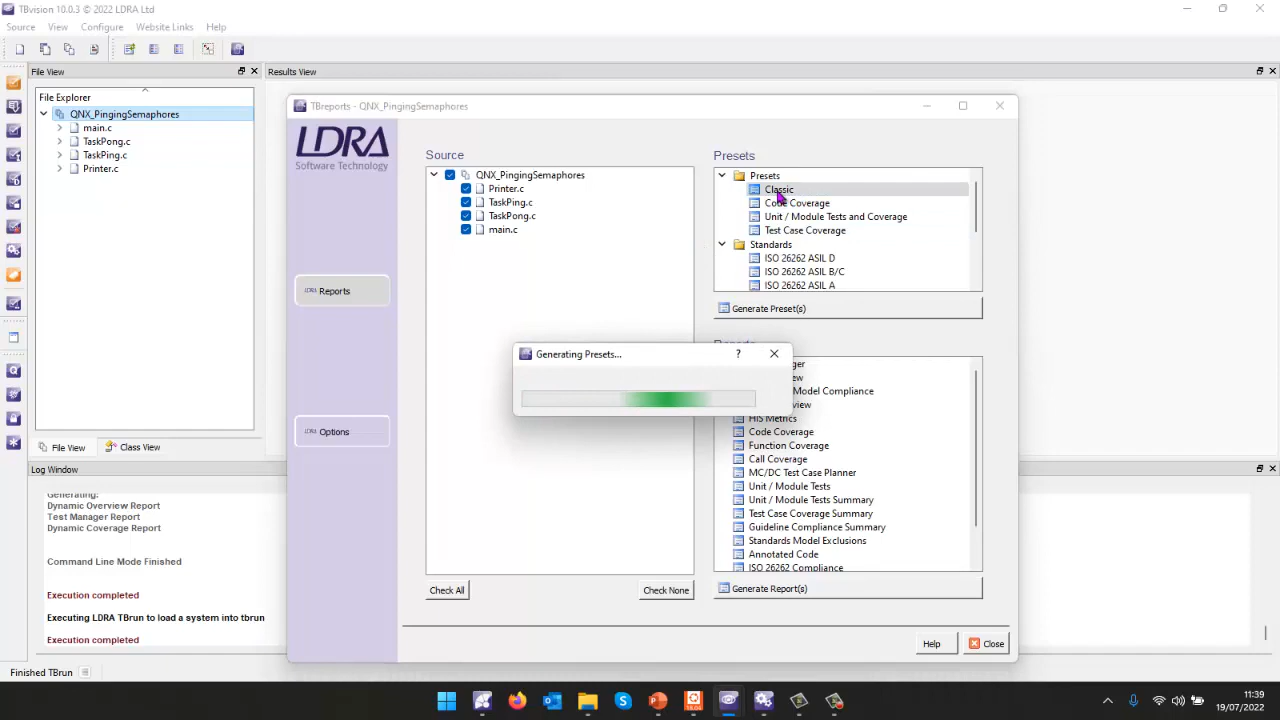 TBvision 10.0.3 © 2022 LDRA Ltd
Source View Configure Website Links Help
File View
Results View
File Explorer
QNX_PingingSemaphores
main.c
TaskPong.c
TaskPing.c
Printer.c
File View
Class View
TBreports - QNX_PingingSemaphores
LDRA
Software Technology
LDRA Reports
LDRA Options
Source
QNX_PingingSemaphores
Printer.c
TaskPing.c
TaskPong.c
main.c
Check All
Check None
Presets
Presets
Classic
Code Coverage
Unit / Module Tests and Coverage
Test Case Coverage
Standards
ISO 26262 ASIL D
ISO 26262 ASIL B/C
ISO 26262 ASIL A
Generate Preset(s)
Generating Presets...
?
Model Compliance
HIS Metrics
Code Coverage
Function Coverage
Call Coverage
MC/DC Test Case Planner
Unit / Module Tests
Unit / Module Tests Summary
Test Case Coverage Summary
Guideline Compliance Summary
Standards Model Exclusions
Annotated Code
ISO 26262 Compliance
Generate Report(s)
Help
Close
Log Window
Generating:
Dynamic Overview Report
Test Manager Report
Dynamic Coverage Report
Command Line Mode Finished
Execution completed
Executing LDRA TBrun to load a system into tbrun
Execution completed
Finished TBrun
11:39
19/07/2022